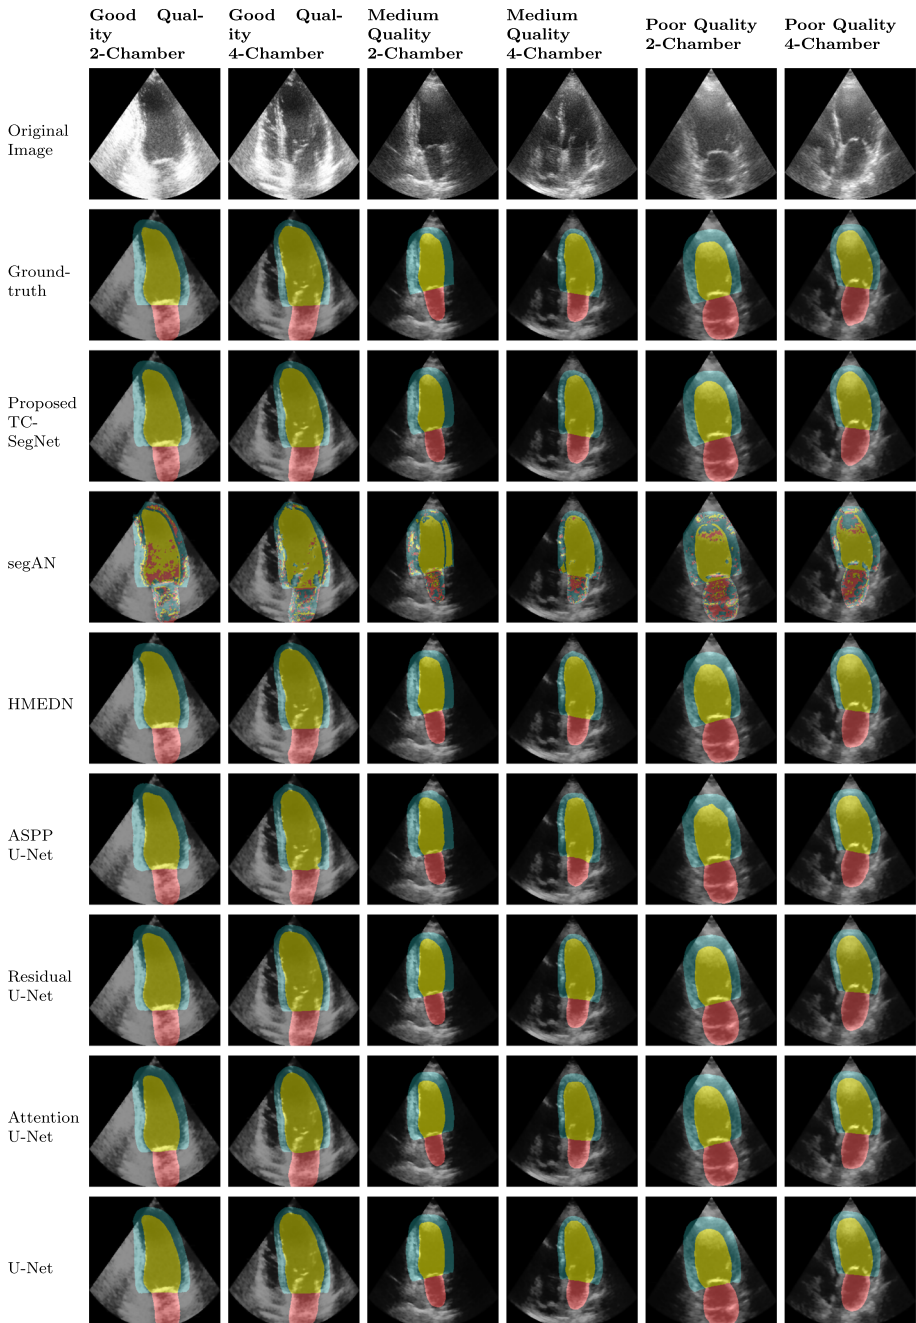 Good Qual-
ity
2-Chamber
Good Qual-
ity
4-Chamber
Medium
Quality
2-Chamber
Medium
Quality
4-Chamber
Poor Quality
2-Chamber
Poor Quality
4-Chamber
Original
Image
Ground-
truth
Proposed
TC-
SegNet
segAN
HMEDN
ASPP
U-Net
Residual
U-Net
Attention
U-Net
U-Net